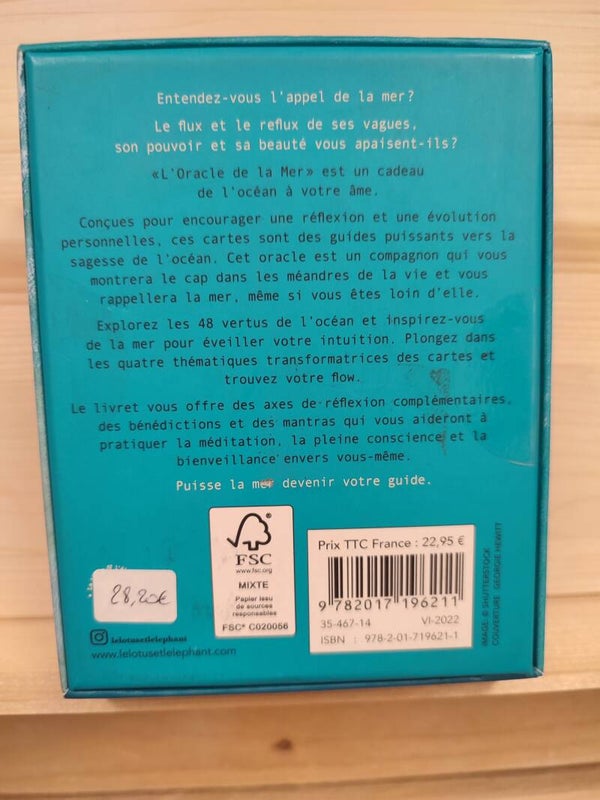 Entendez-vous l'appel de la mer?
Le flux et le reflux de ses vagues,
son pouvoir et sa beauté vous apaisent-ils?
«L'Oracle de la Mer» est un cadeau
de l'océan à votre âme.
Conçues pour encourager une réflexion et une évolution
personnelles, ces cartes sont des guides puissants vers la
sagesse de l'océan. Cet oracle est un compagnon qui vous
montrera le cap dans les méandres de la vie et vous
rappellera la mer, même si vous êtes loin d'elle.
Explorez les 48 vertus de l'océan et inspirez-vous
de la mer pour éveiller votre intuition. Plongez dans
les quatre thématiques transformatrices des cartes et
trouvez votre flow.
Le livret vous offre des axes de réflexion complémentaires,
des bénédictions et des mantras qui vous aideront à
pratiquer la méditation, la pleine conscience et la
bienveillance envers vous-même.
Puisse la mer devenir votre guide.
28,20€
lelotusetlelephant
www.lelotusetlelephant.com
FSC
www.fsc.org
MIXTE
Papier issu
de sources
responsables
FSC® C020056
Prix TTC France : 22,95 €
9 782017 196211
35-467-14 VI-2022
ISBN : 978-2-01-719621-1
IMAGE: © SHUTTERSTOCK
COUVERTURE : GEORGIE HEWITT